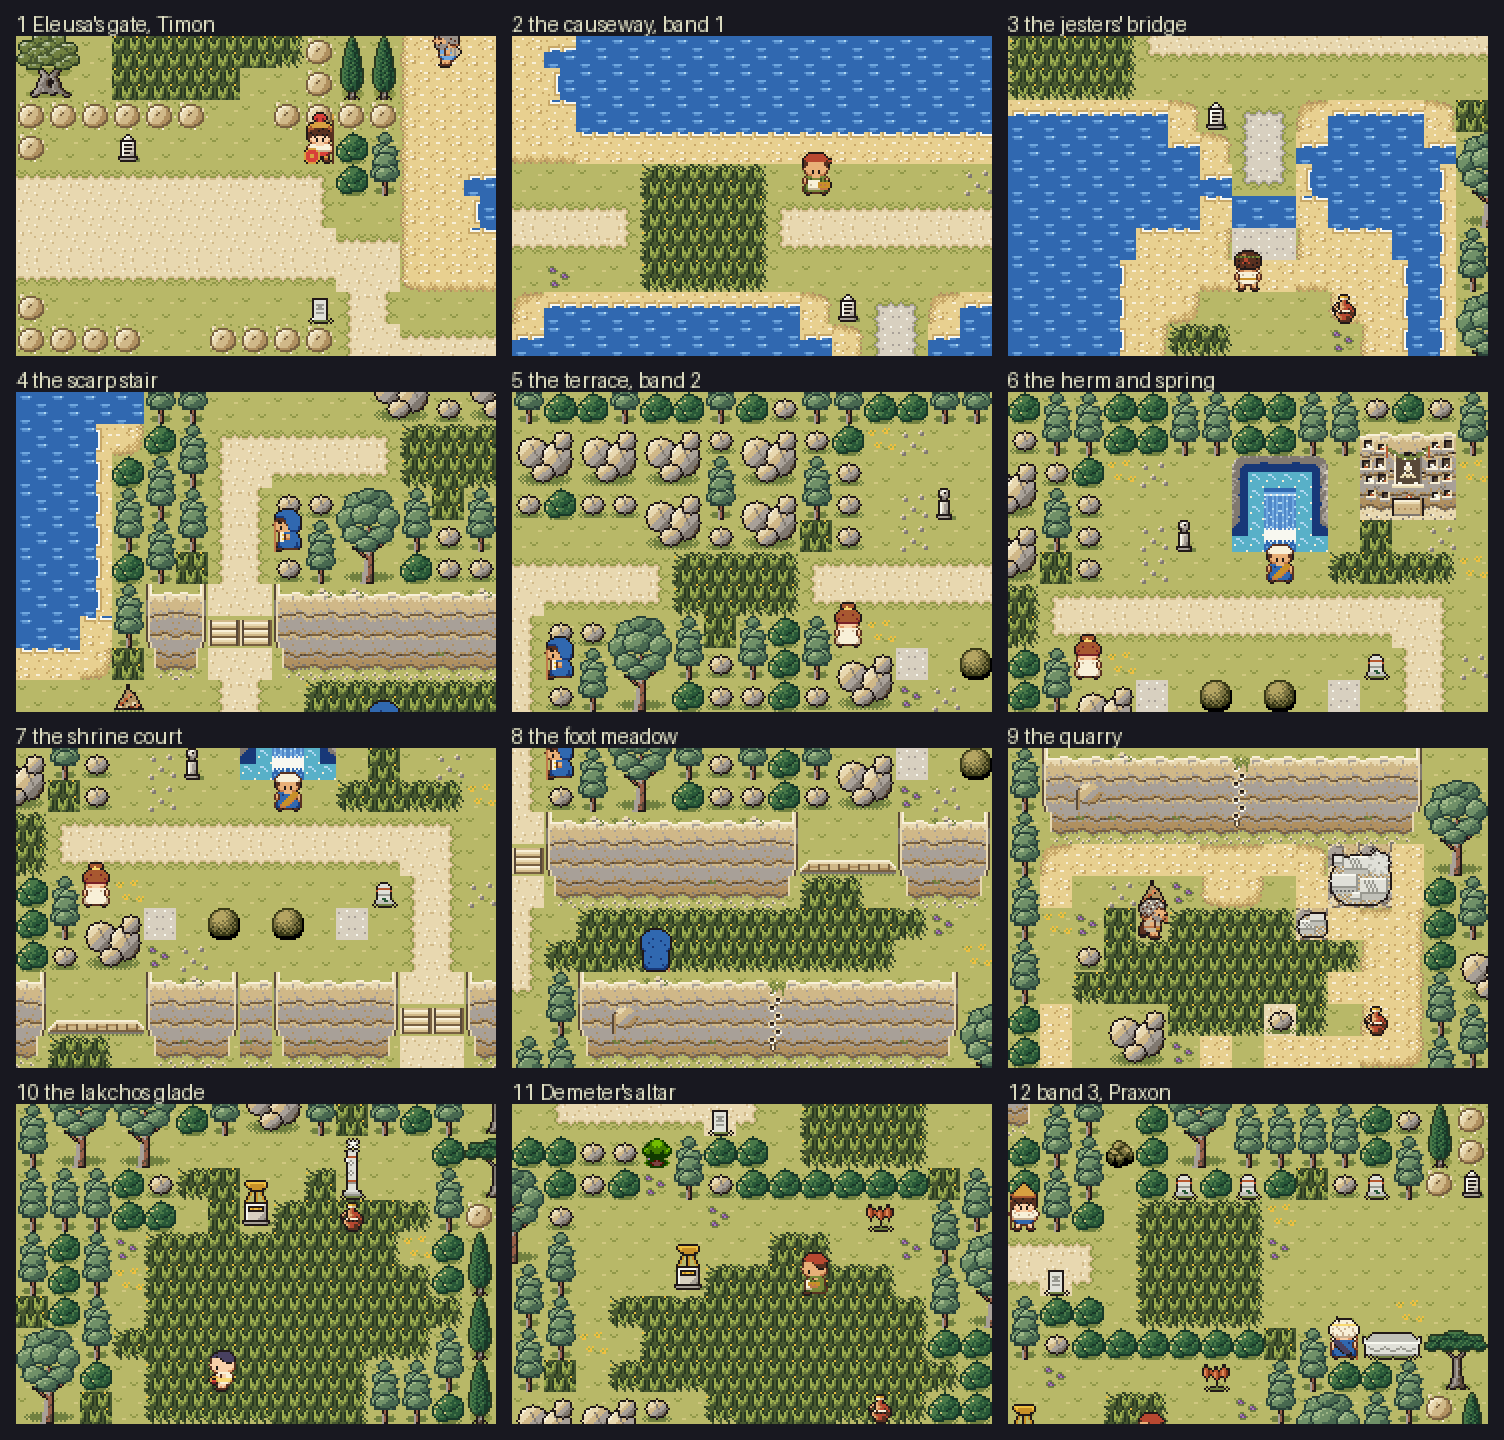 1 Eleusa's gate, Timon
2 the causeway, band 1
3 the jesters' bridge
4 the scarp stair
5 the terrace, band 2
6 the herm and spring
7 the shrine court
8 the foot meadow
9 the quarry
10 the Iakchos glade
11 Demeter's altar
12 band 3, Praxon